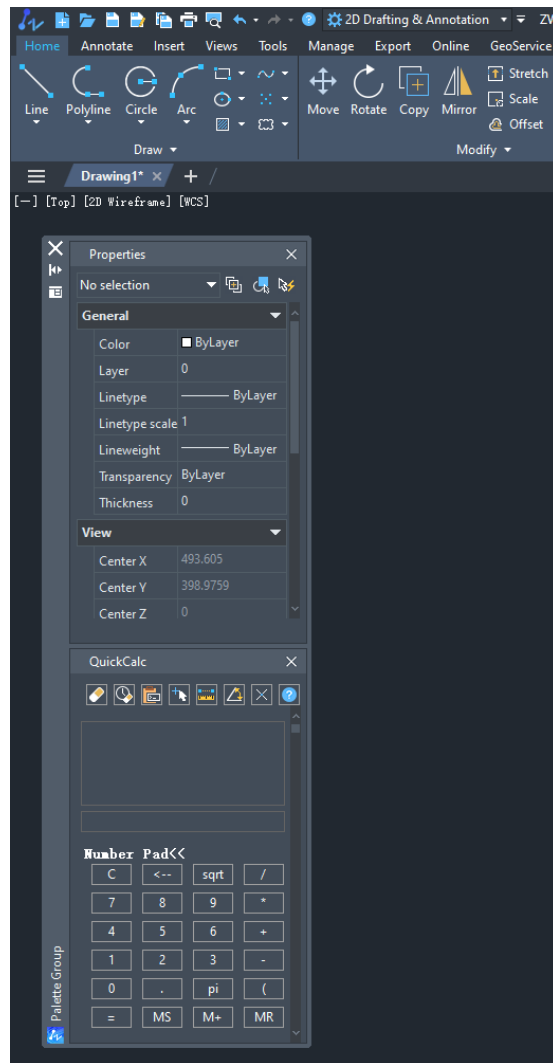 2D Drafting & Annotation ZW
Home Annotate Insert Views Tools Manage Export Online GeoService
Line Polyline Circle Arc Move Rotate Copy Mirror
Stretch
Scale
Offset
Draw Modify
Drawing1*
[—] [Top] [2D Wireframe] [WCS]
Properties
No selection
General
Color ByLayer
Layer 0
Linetype ByLayer
Linetype scale 1
Lineweight ByLayer
Transparency ByLayer
Thickness 0
View
Center X 493.605
Center Y 398.9759
Center Z 0
QuickCalc
Number Pad<<
C <-- sqrt /
7 8 9 *
4 5 6 +
1 2 3 -
0 . pi (
= MS M+ MR
Palette Group